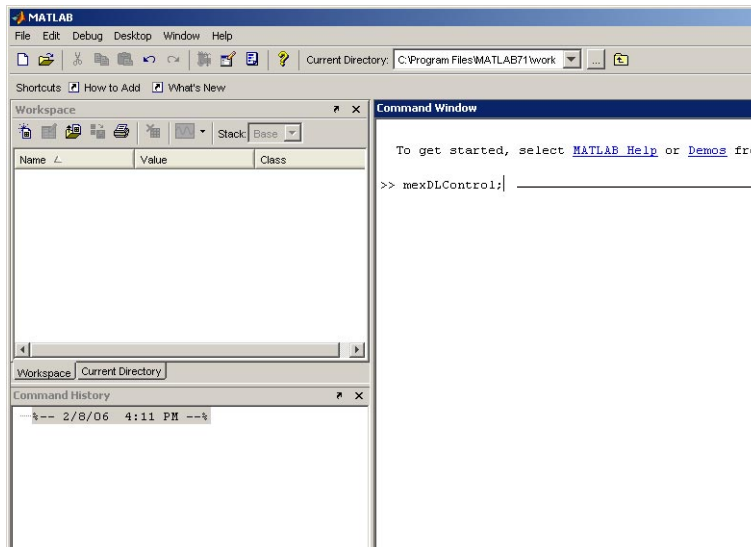 MATLAB
File Edit Debug Desktop Window Help
Current Directory: C:\Program Files\MATLAB71\work ...
Shortcuts How to Add What's New
Workspace
Stack: Base
Name Value Class
Workspace Current Directory
Command History
%-- 2/8/06 4:11 PM --%
Command Window
To get started, select MATLAB Help or Demos
>> mexDLControl;